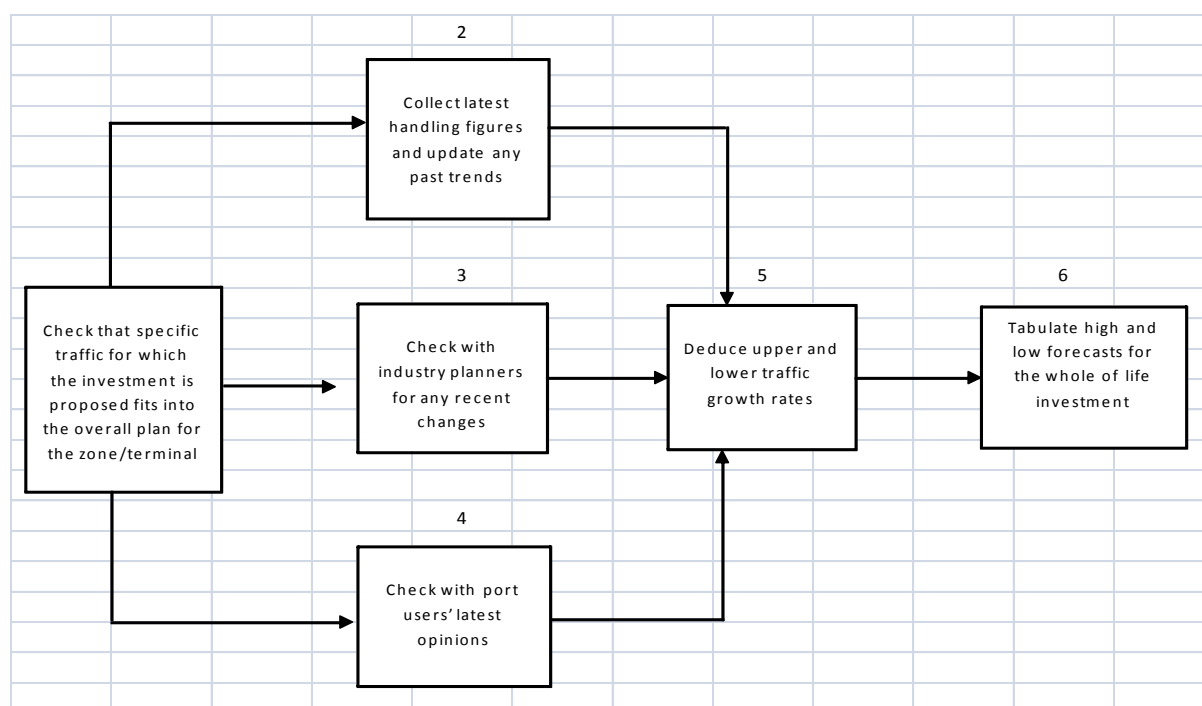 2
Collect latest
handling figures
and update any
past trends
3
5
6
Check that specific
traffic for which
the investment is
proposed fits into
the overall plan for
the zone/terminal
Check with
industry planners
for any recent
changes
Deduce upper and
lower traffic
growth rates
Tabulate high and
low forecasts for
the whole of life
investment
4
Check with port
users’ latest
opinions